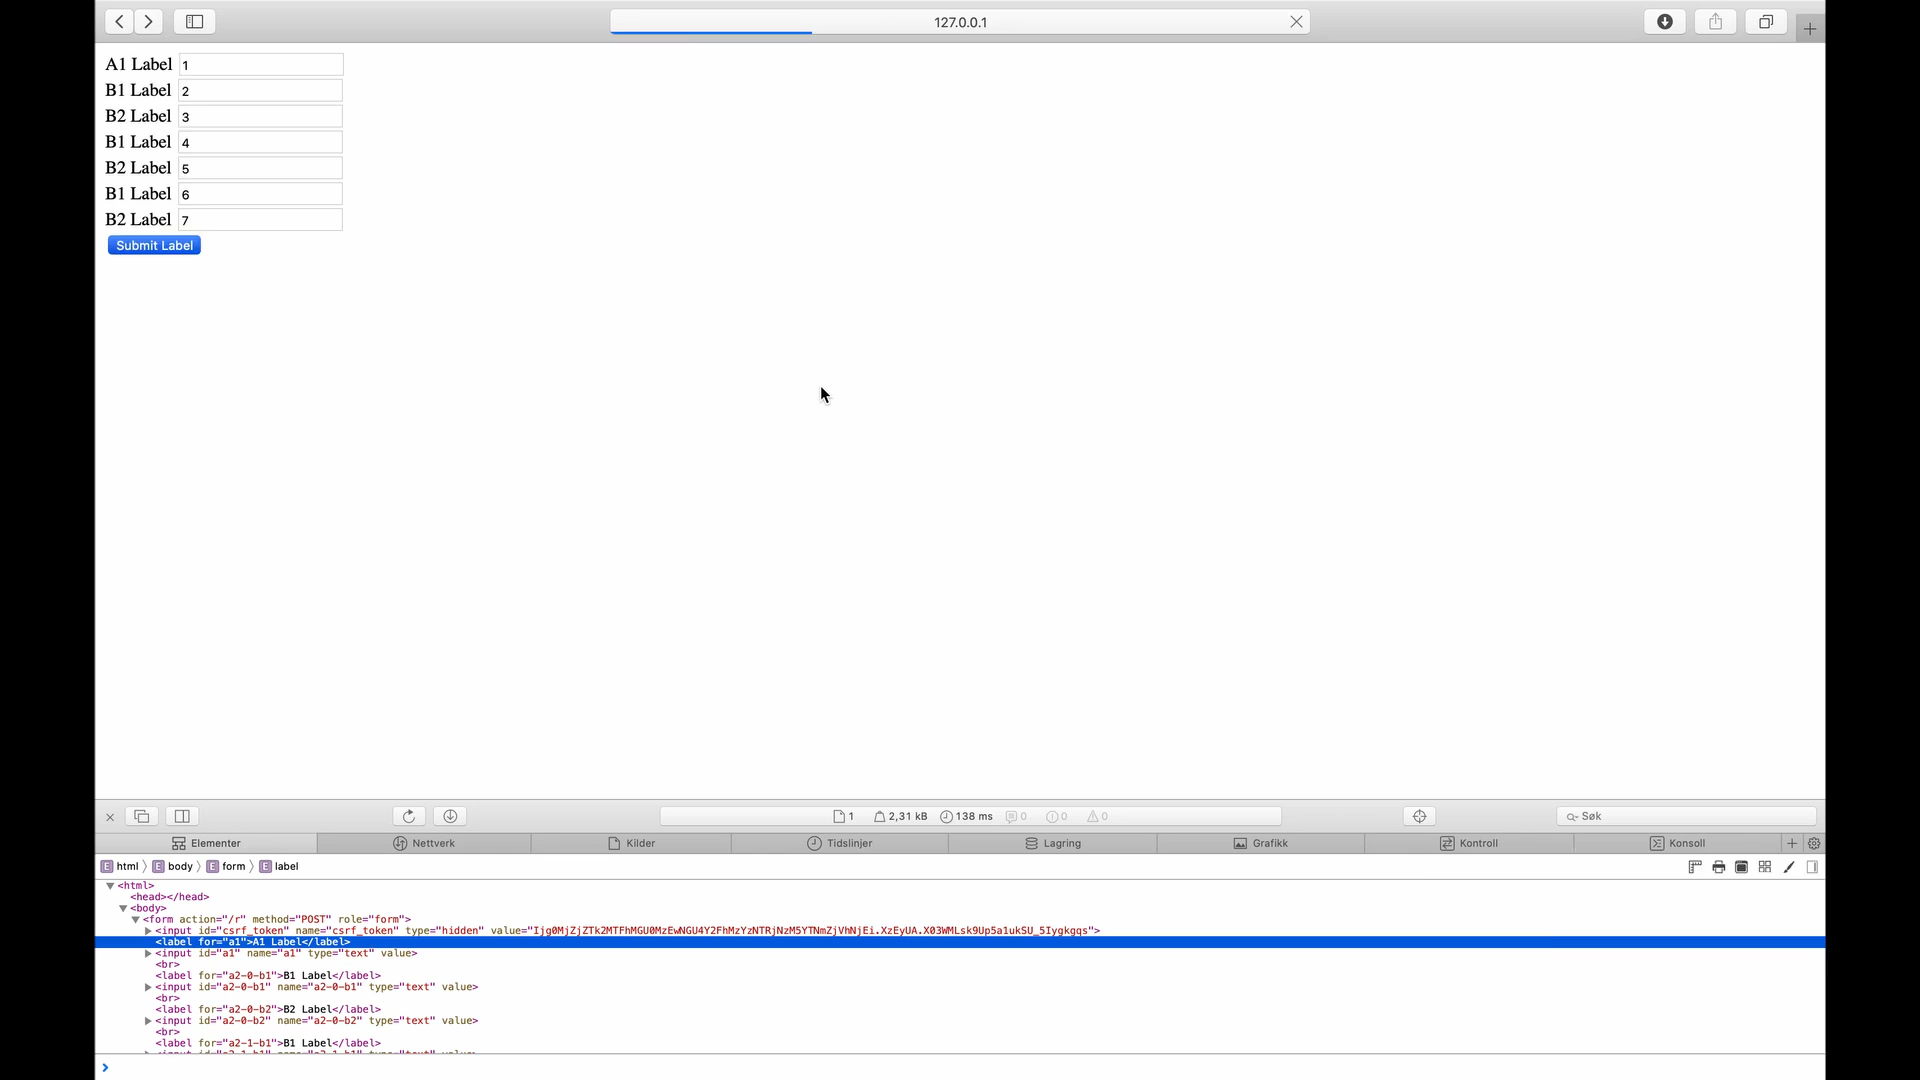 127.0.0.1
A1 Label 1
B1 Label 2
B2 Label 3
B1 Label 4
B2 Label 5
B1 Label 6
B2 Label 7
Submit Label
1 2,31 kB 138 ms 0 0 0 Søk
Elementer Nettverk Kilder Tidslinjer Lagring Grafikk Kontroll Konsoll
E html E body E form E label
<html>
<head></head>
<body>
<form action="/r" method="POST" role="form">
<input id="csrf_token" name="csrf_token" type="hidden" value="Ijg0MjZjZTk2MTFhMGU0MzEwNGU4Y2FhMzYzNTRjNzM5YTNmZjVhNjEi.XzEyUA.X03WMLsk9Up5a1ukSU_5Iygkgqs">
<label for="a1">A1 Label</label>
<input id="a1" name="a1" type="text" value>
<br>
<label for="a2-0-b1">B1 Label</label>
<input id="a2-0-b1" name="a2-0-b1" type="text" value>
<br>
<label for="a2-0-b2">B2 Label</label>
<input id="a2-0-b2" name="a2-0-b2" type="text" value>
<br>
<label for="a2-1-b1">B1 Label</label>